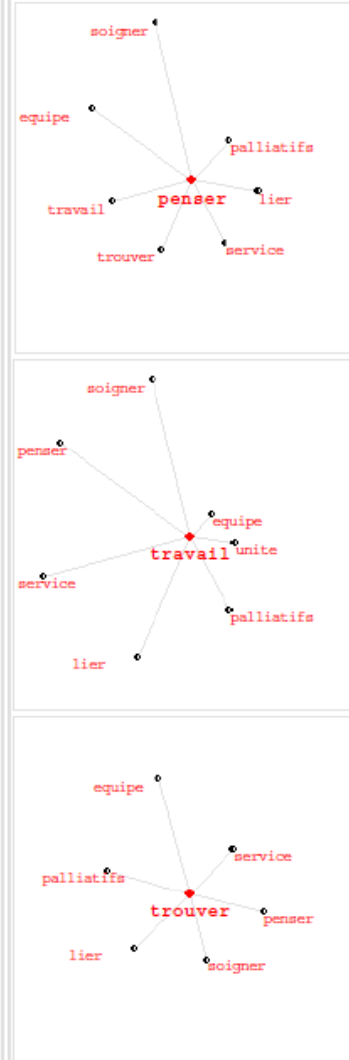 soigner
equipe
palliatifs
penser
lier
travail
service
trouver
soigner
penser
equipe
travail
unite
service
palliatifs
lier
equipe
service
palliatifs
trouver
penser
lier
soigner